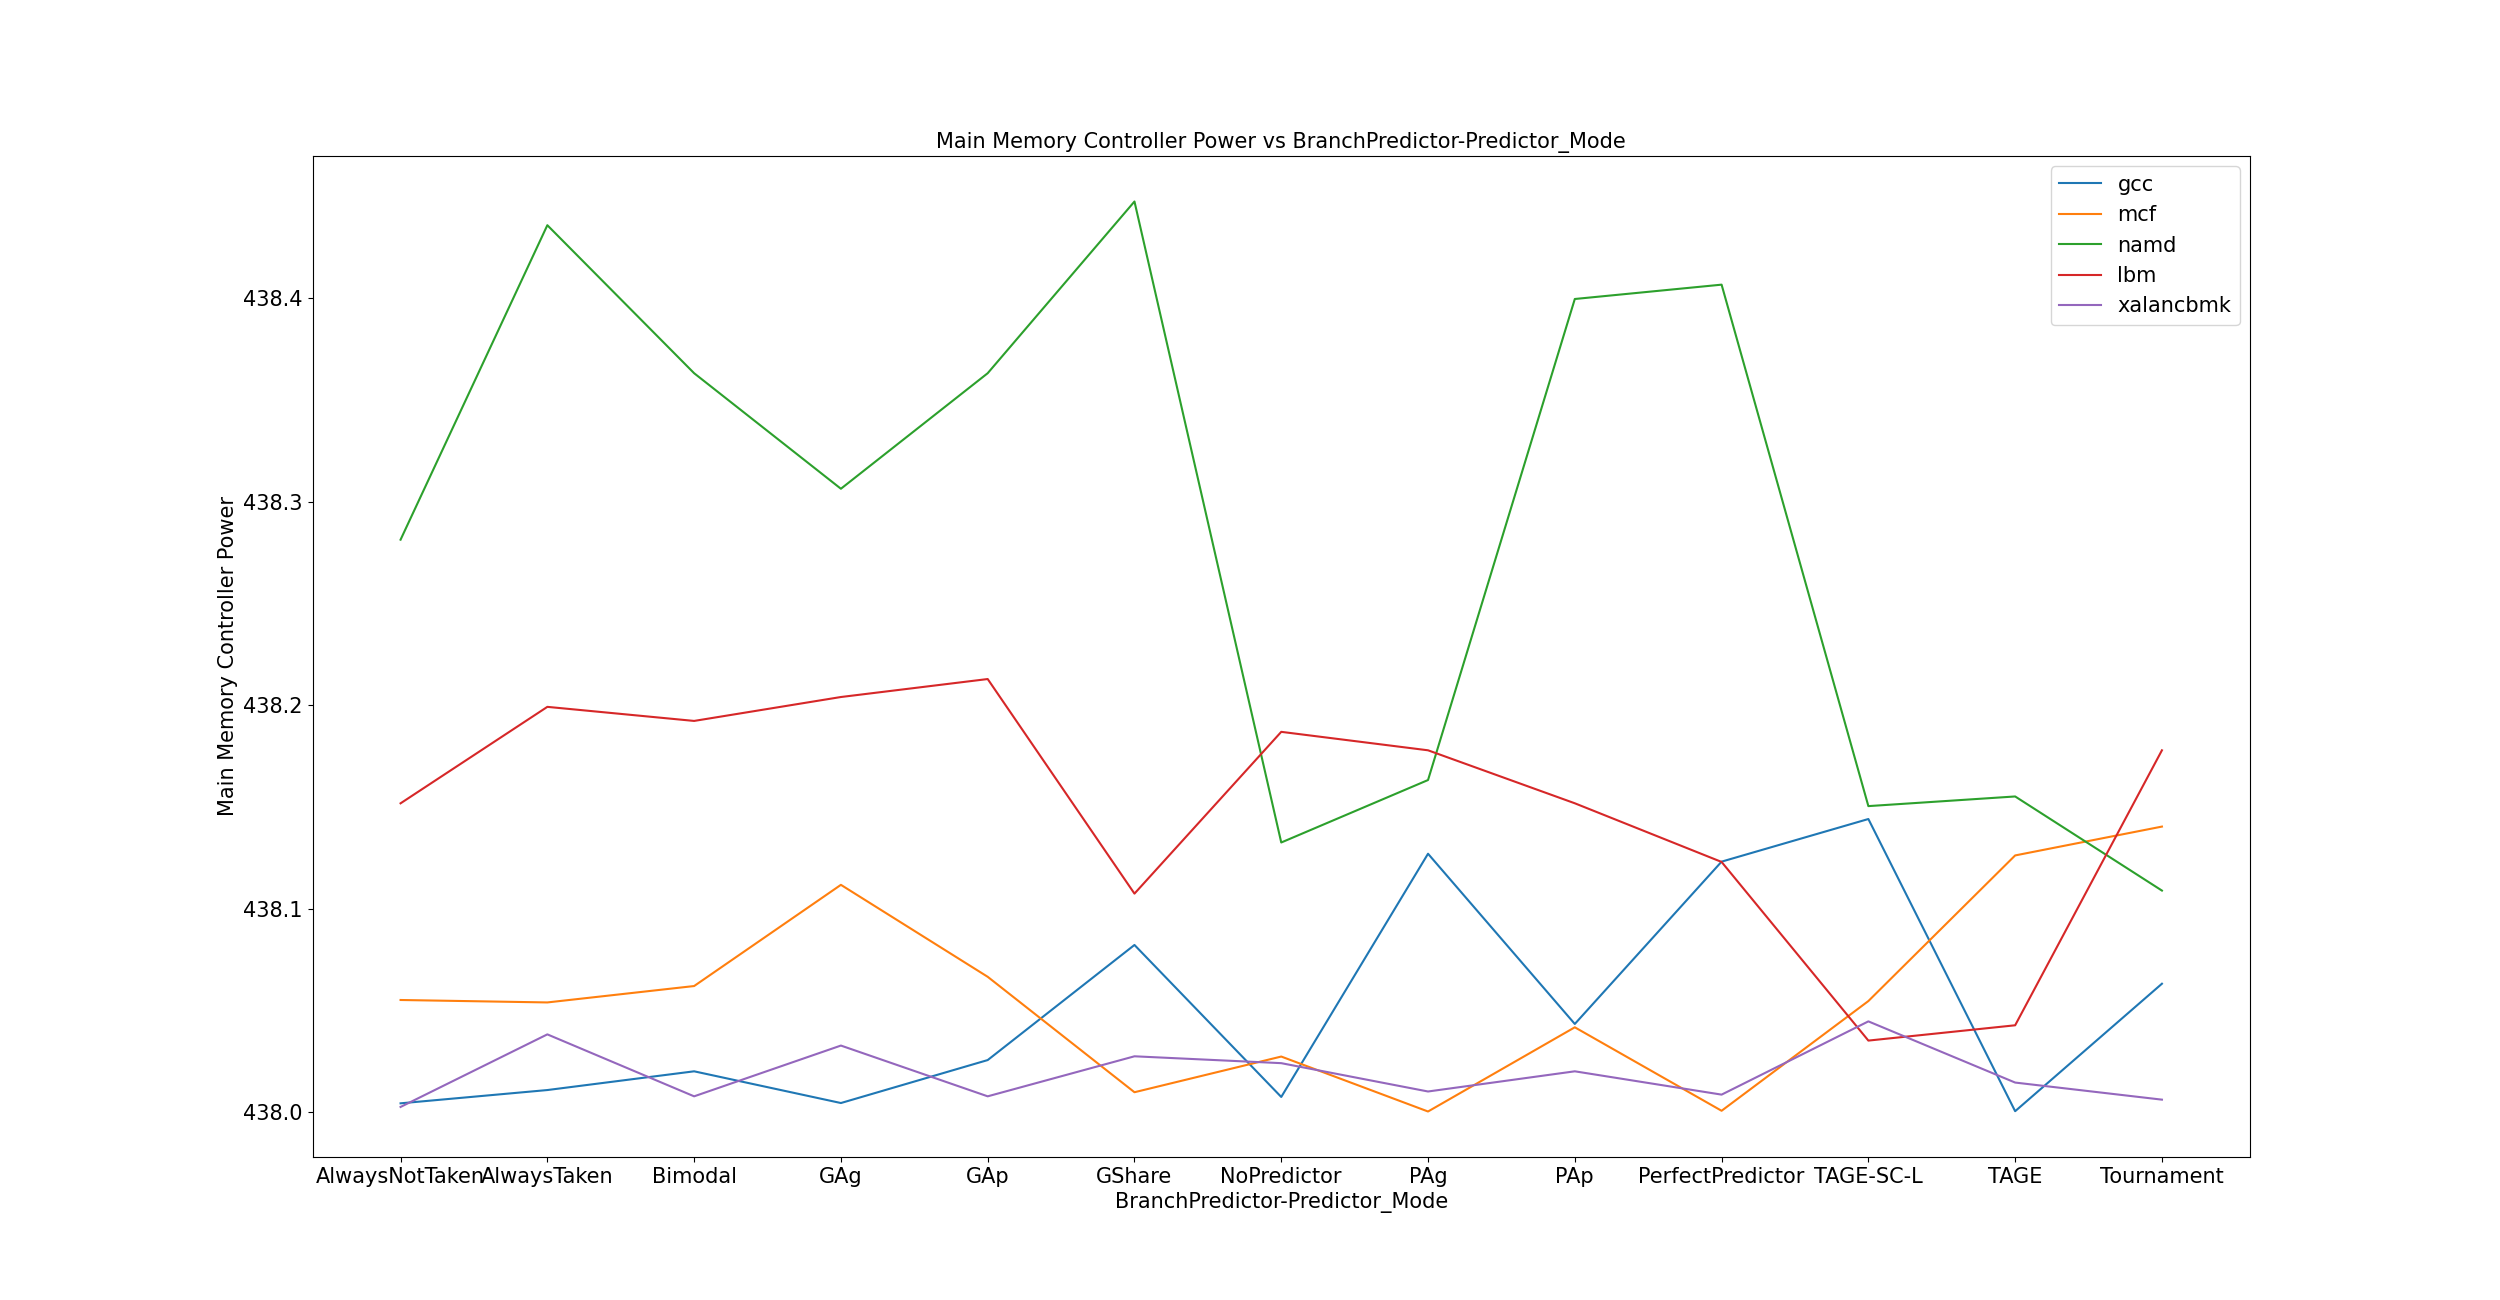 Main Memory Controller Power vs BranchPredictor-Predictor_Mode
gcc
mcf
namd
lbm
xalancbmk
438.4
438.3
438.2
438.1
438.0
Main Memory Controller Power
AlwaysNotTaken AlwaysTaken Bimodal GAg GAp GShare NoPredictor PAg PAp PerfectPredictor TAGE-SC-L TAGE Tournament
BranchPredictor-Predictor_Mode